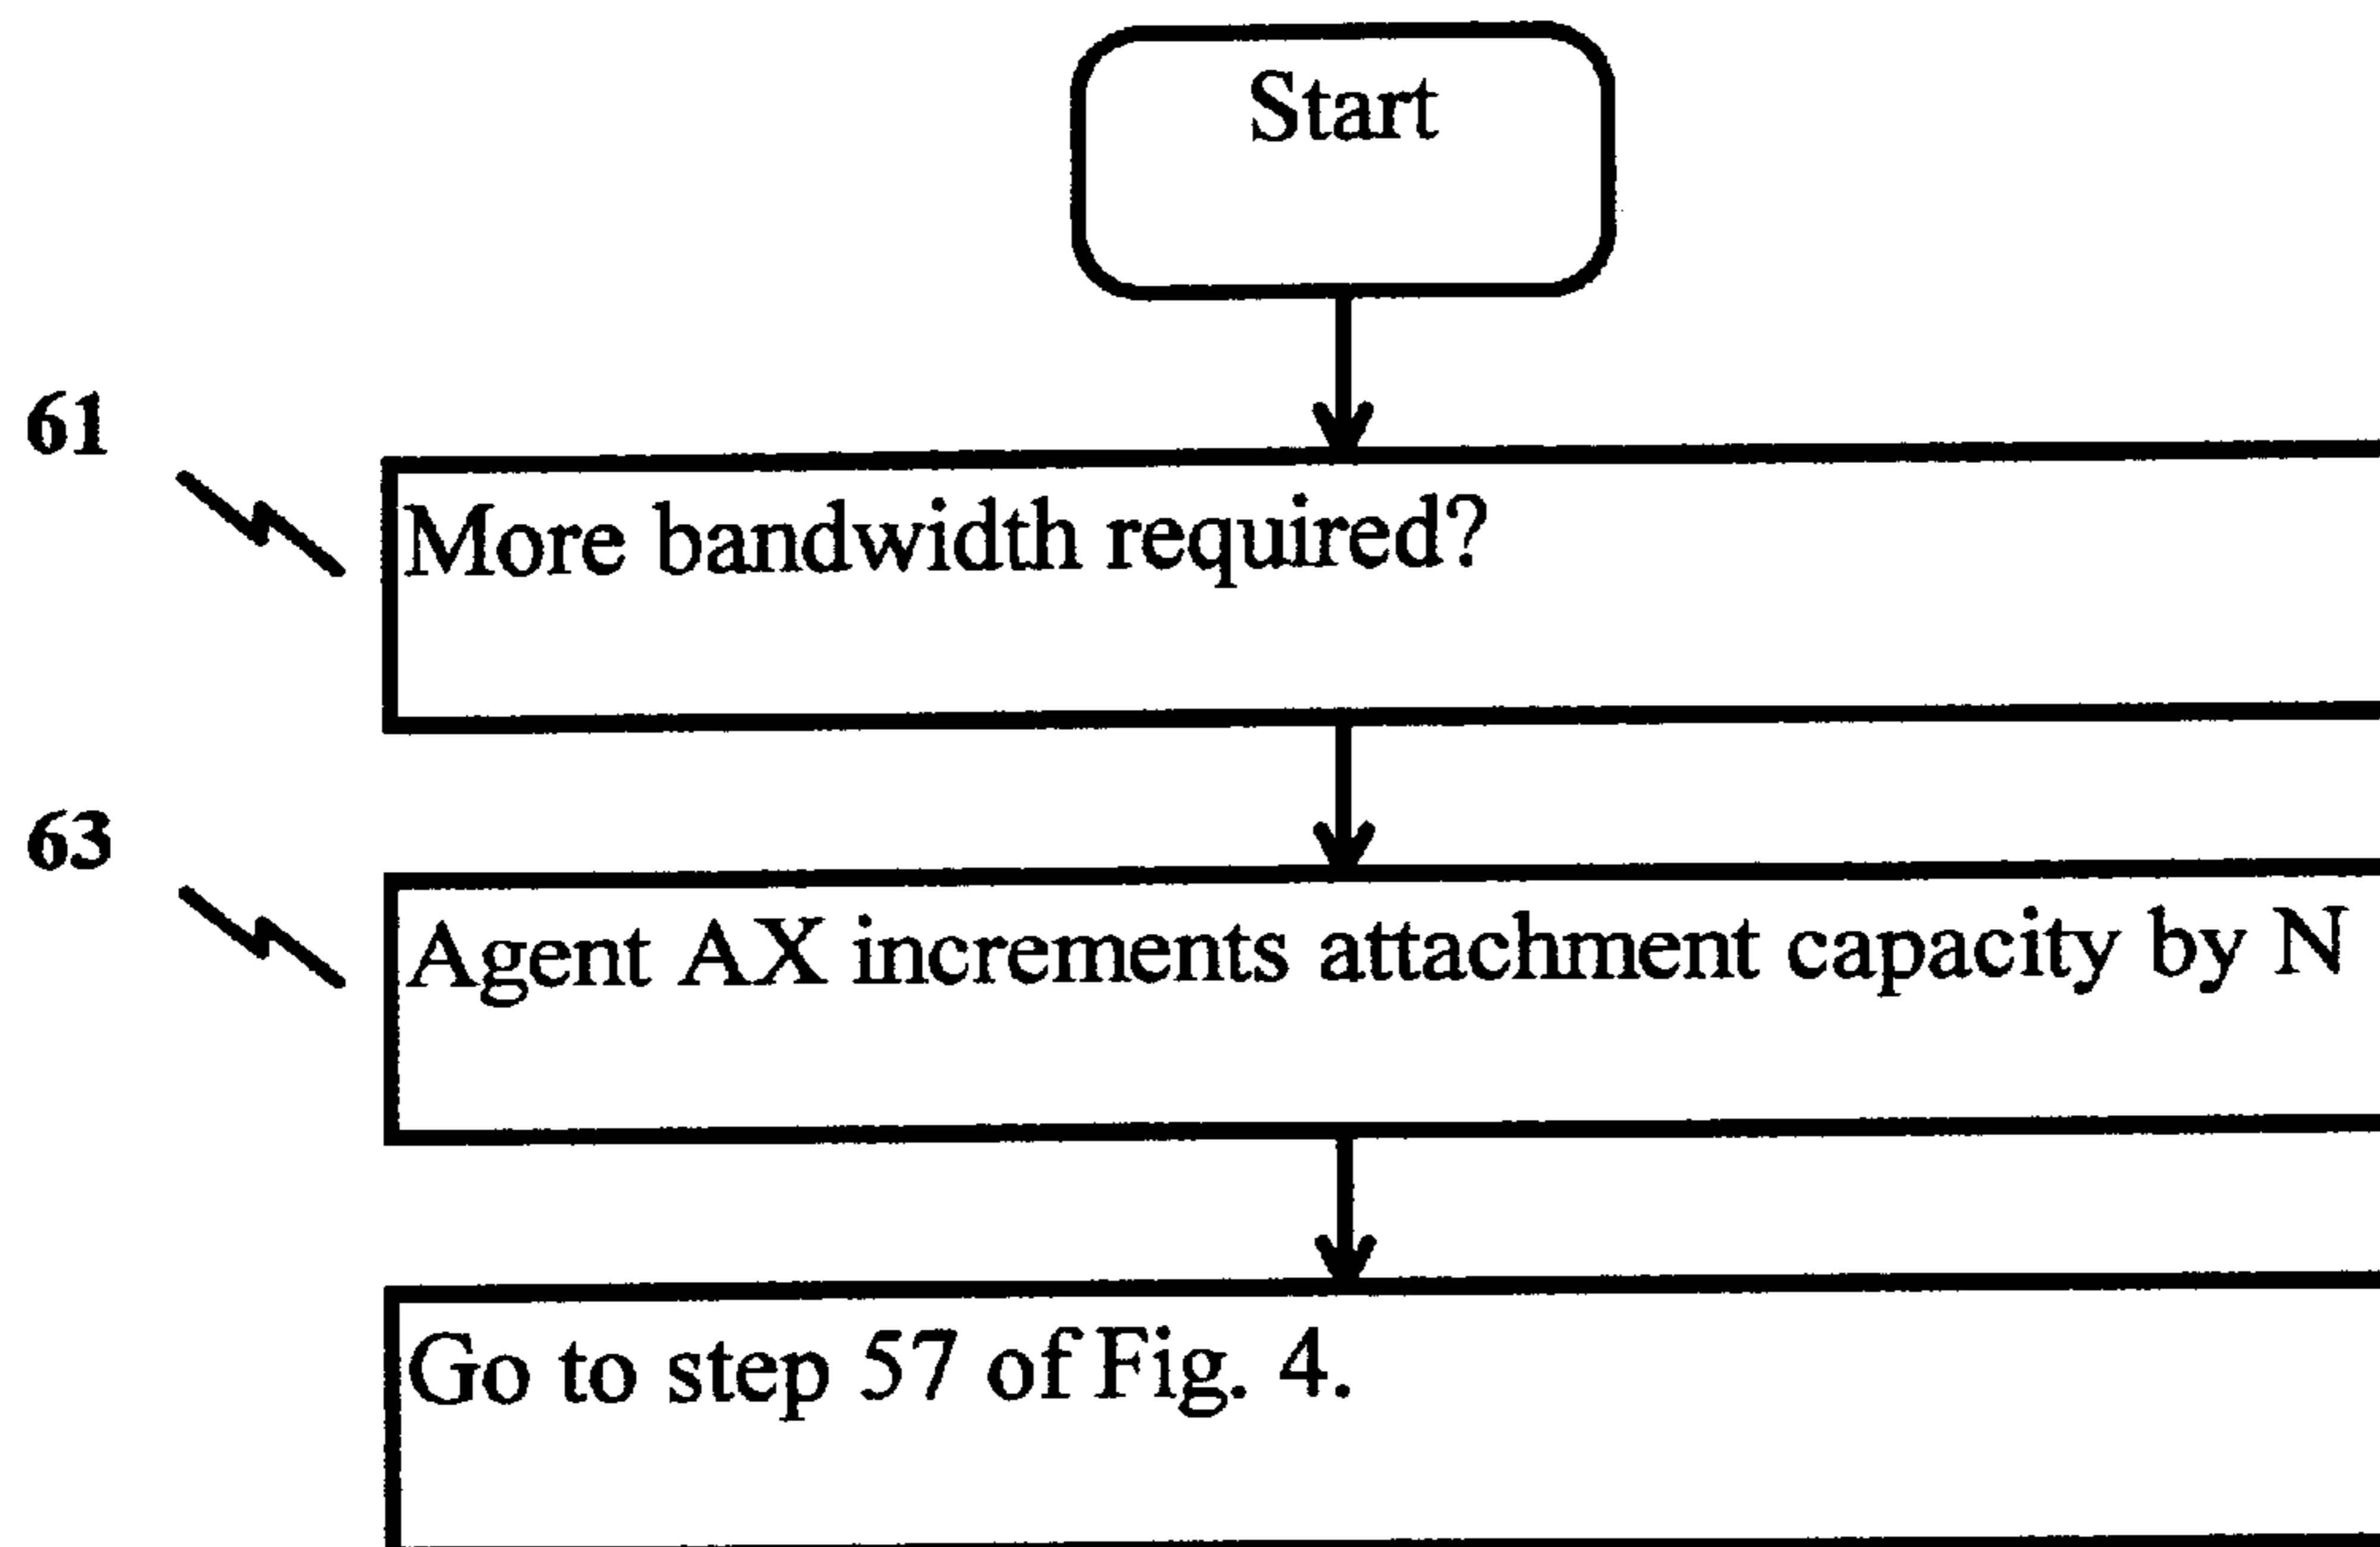 Start
61
More bandwidth required?
63
Agent AX increments attachment capacity by N
Go to step 57 of Fig. 4.